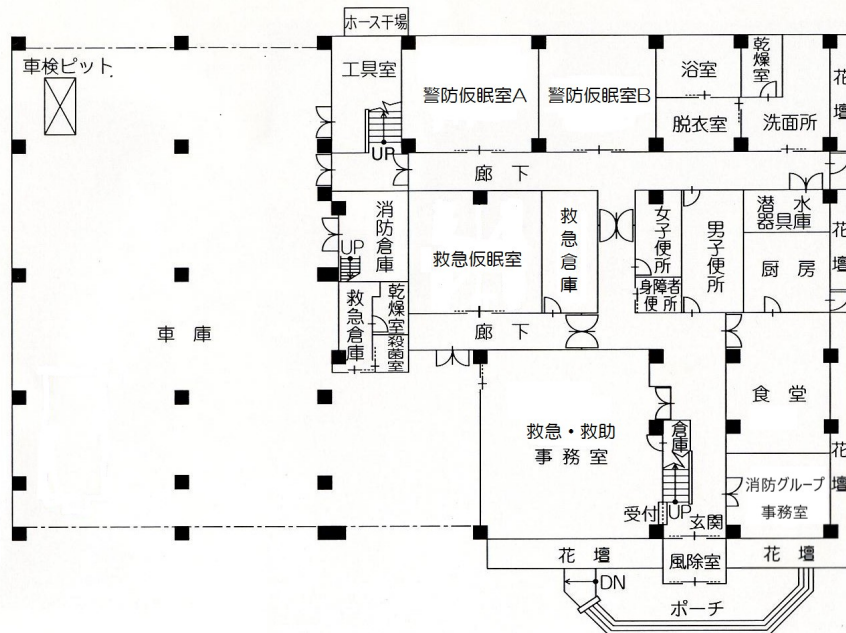 ホース干場
車検ピット
工具室
UP
警防仮眠室A
警防仮眠室B
浴室
脱衣室
乾燥室
洗面所
花壇
廊下
消防倉庫
UP
救急仮眠室
救急倉庫
女子便所
身障者便所
男子便所
潜水器具庫
厨房
花壇
車庫
救急倉庫
乾燥室
殺菌室
廊下
救急・救助
事務室
倉庫
UP
受付
玄関
食堂
消防グループ
事務室
花壇
花壇
風除室
花壇
DN
ポーチ